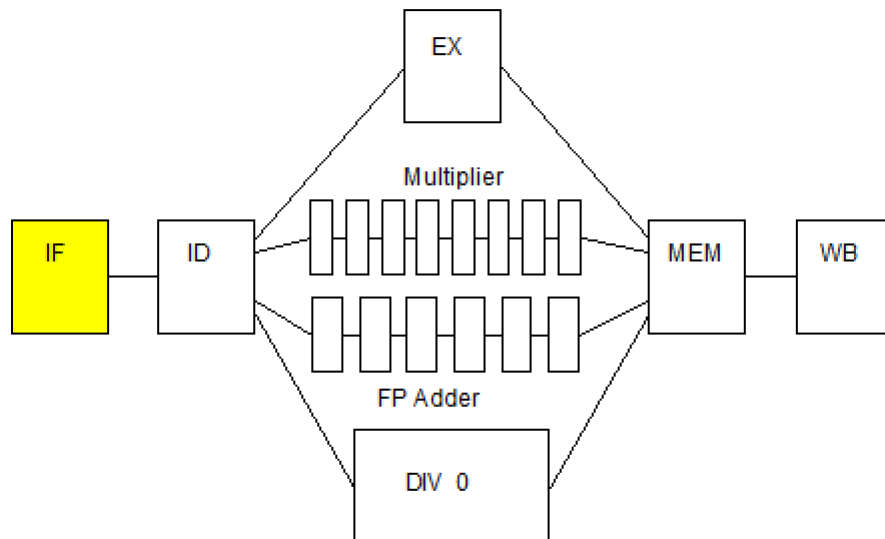 EX
Multiplier
IF
ID
MEM
WB
FP Adder
DIV 0